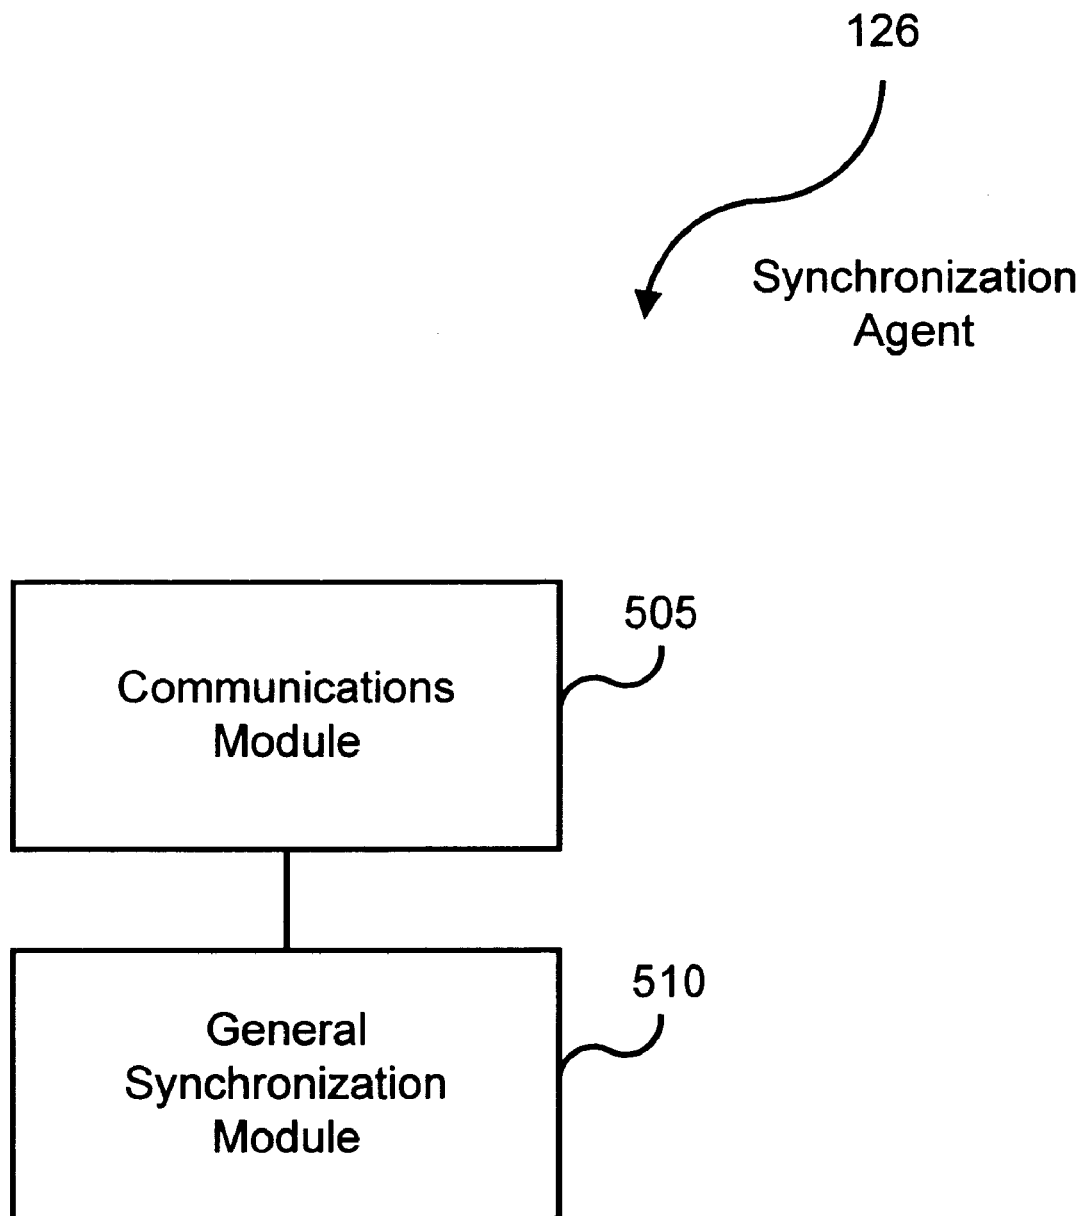 126
Synchronization
Agent
505
Communications
Module
510
General
Synchronization
Module